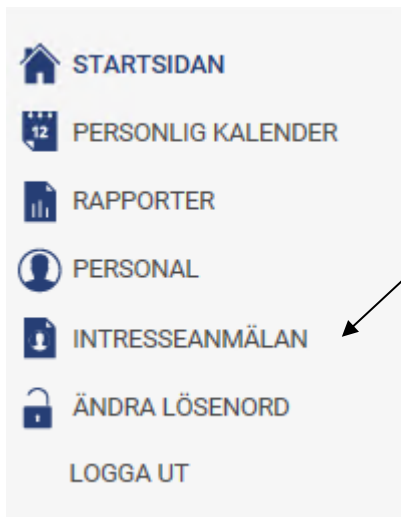 STARTSIDAN
12 PERSONLIG KALENDER
RAPPORTER
PERSONAL
INTRESSEANMÄLAN
ÄNDRA LÖSENORD
LOGGA UT